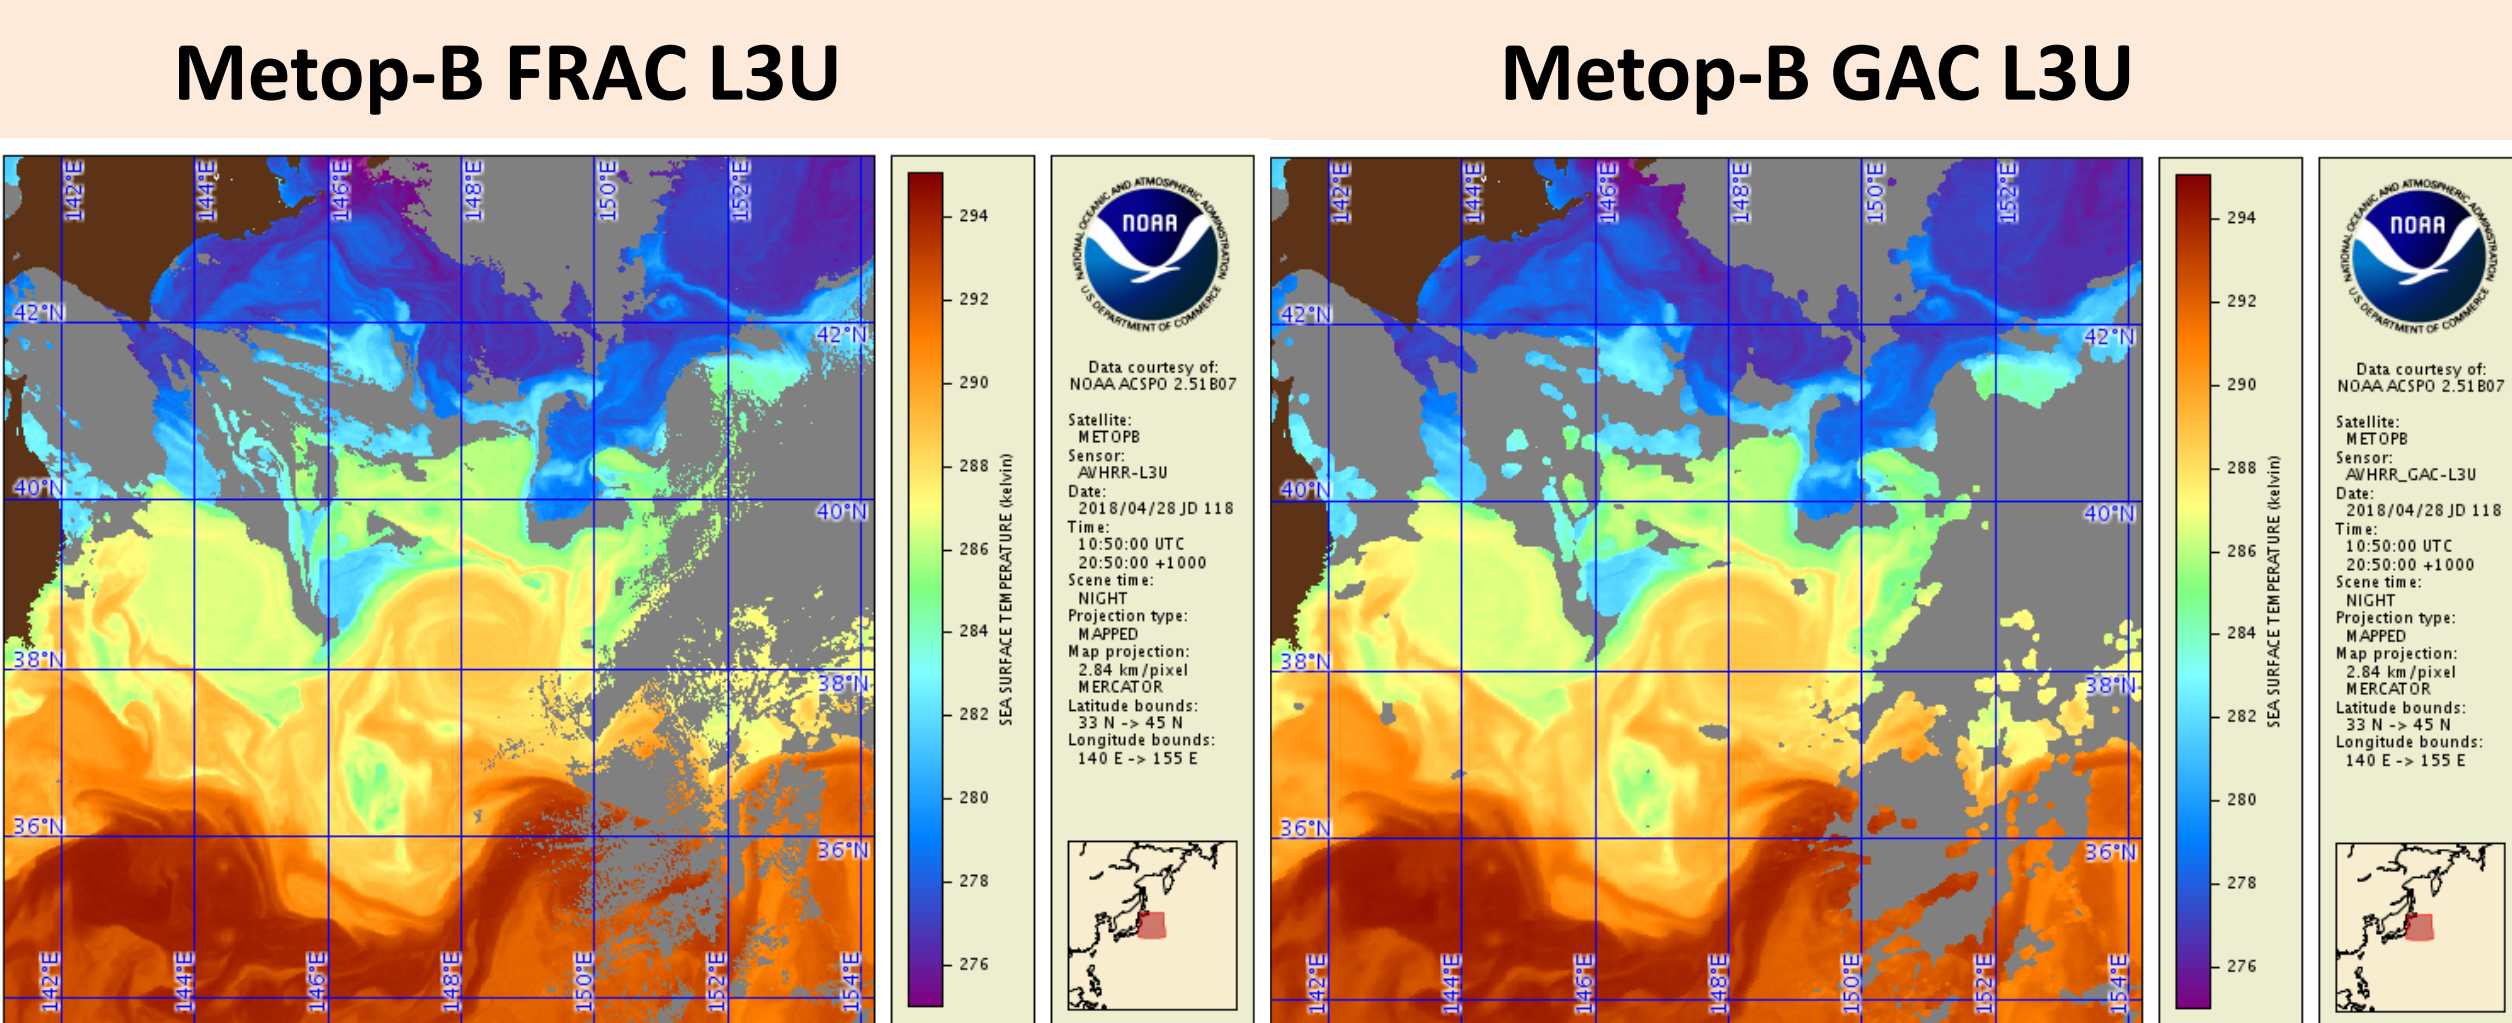 Metop-B FRAC L3U
142°E
144°E
146°E
148°E
150°E
152°E
42°N
42°N
40°N
40°N
38°N
38°N
36°N
36°N
142°E
144°E
146°E
148°E
150°E
152°E
154°E
294
292
290
288
286
284
282
280
278
276
SEA SURFACE TEMPERATURE (kelvin)
NATIONAL OCEANIC AND ATMOSPHERIC ADMINISTRATION
NOAA
U.S. DEPARTMENT OF COMMERCE
Data courtesy of:
NOAA ACSPO 2.51B07
Satellite:
METOPB
Sensor:
AVHRR-L3U
Date:
2018/04/28 JD 118
Time:
10:50:00 UTC
20:50:00 +1000
Scene time:
NIGHT
Projection type:
MAPPED
Map projection:
2.84 km/pixel
MERCATOR
Latitude bounds:
33 N -> 45 N
Longitude bounds:
140 E -> 155 E
Metop-B GAC L3U
142°E
144°E
146°E
148°E
150°E
152°E
42°N
42°N
40°N
40°N
38°N
38°N
36°N
36°N
142°E
144°E
146°E
148°E
150°E
152°E
154°E
294
292
290
288
286
284
282
280
278
276
SEA SURFACE TEMPERATURE (kelvin)
NATIONAL OCEANIC AND ATMOSPHERIC ADMINISTRATION
NOAA
U.S. DEPARTMENT OF COMMERCE
Data courtesy of:
NOAA ACSPO 2.51B07
Satellite:
METOPB
Sensor:
AVHRR_GAC-L3U
Date:
2018/04/28 JD 118
Time:
10:50:00 UTC
20:50:00 +1000
Scene time:
NIGHT
Projection type:
MAPPED
Map projection:
2.84 km/pixel
MERCATOR
Latitude bounds:
33 N -> 45 N
Longitude bounds:
140 E -> 155 E